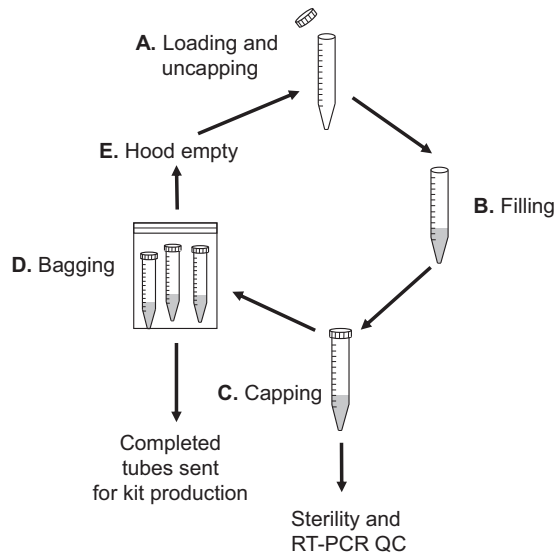 A. Loading and
uncapping
E. Hood empty
B. Filling
D. Bagging
C. Capping
Completed
tubes sent
for kit production
Sterility and
RT-PCR QC